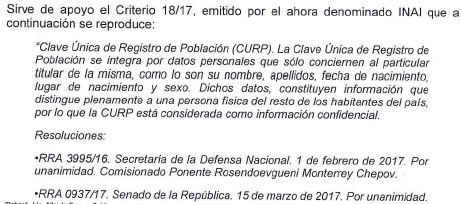 Sirve de apoyo el Criterio 18/17, emitido por el ahora denominado INAI que a
continuación se reproduce:
"Clave Única de Registro de Población (CURP). La Clave Única de Registro de
Población se integra por datos personales que sólo conciernen al particular
titular de la misma, como lo son su nombre, apellidos, fecha de nacimiento,
lugar de nacimiento y sexo. Dichos datos, constituyen información que
distingue plenamente a una persona física del resto de los habitantes del país,
por lo que la CURP está considerada como información confidencial.
Resoluciones:
•RRA 3995/16. Secretaría de la Defensa Nacional. 1 de febrero de 2017. Por
unanimidad. Comisionado Ponente Rosendoevgueni Monterrey Chepov.
•RRA 0937/17. Senado de la República. 15 de marzo de 2017. Por unanimidad.